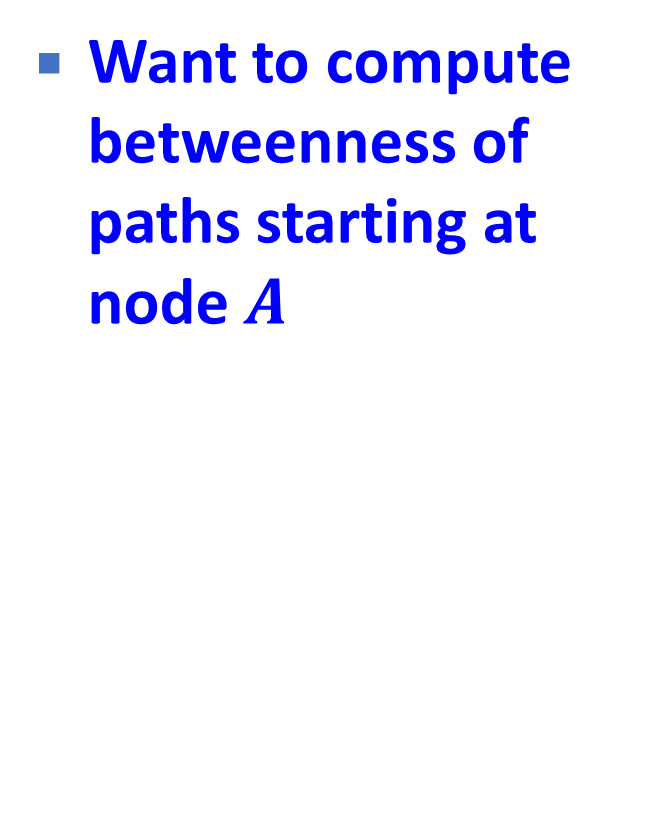 ▪ Want to compute
betweenness of
paths starting at
node A